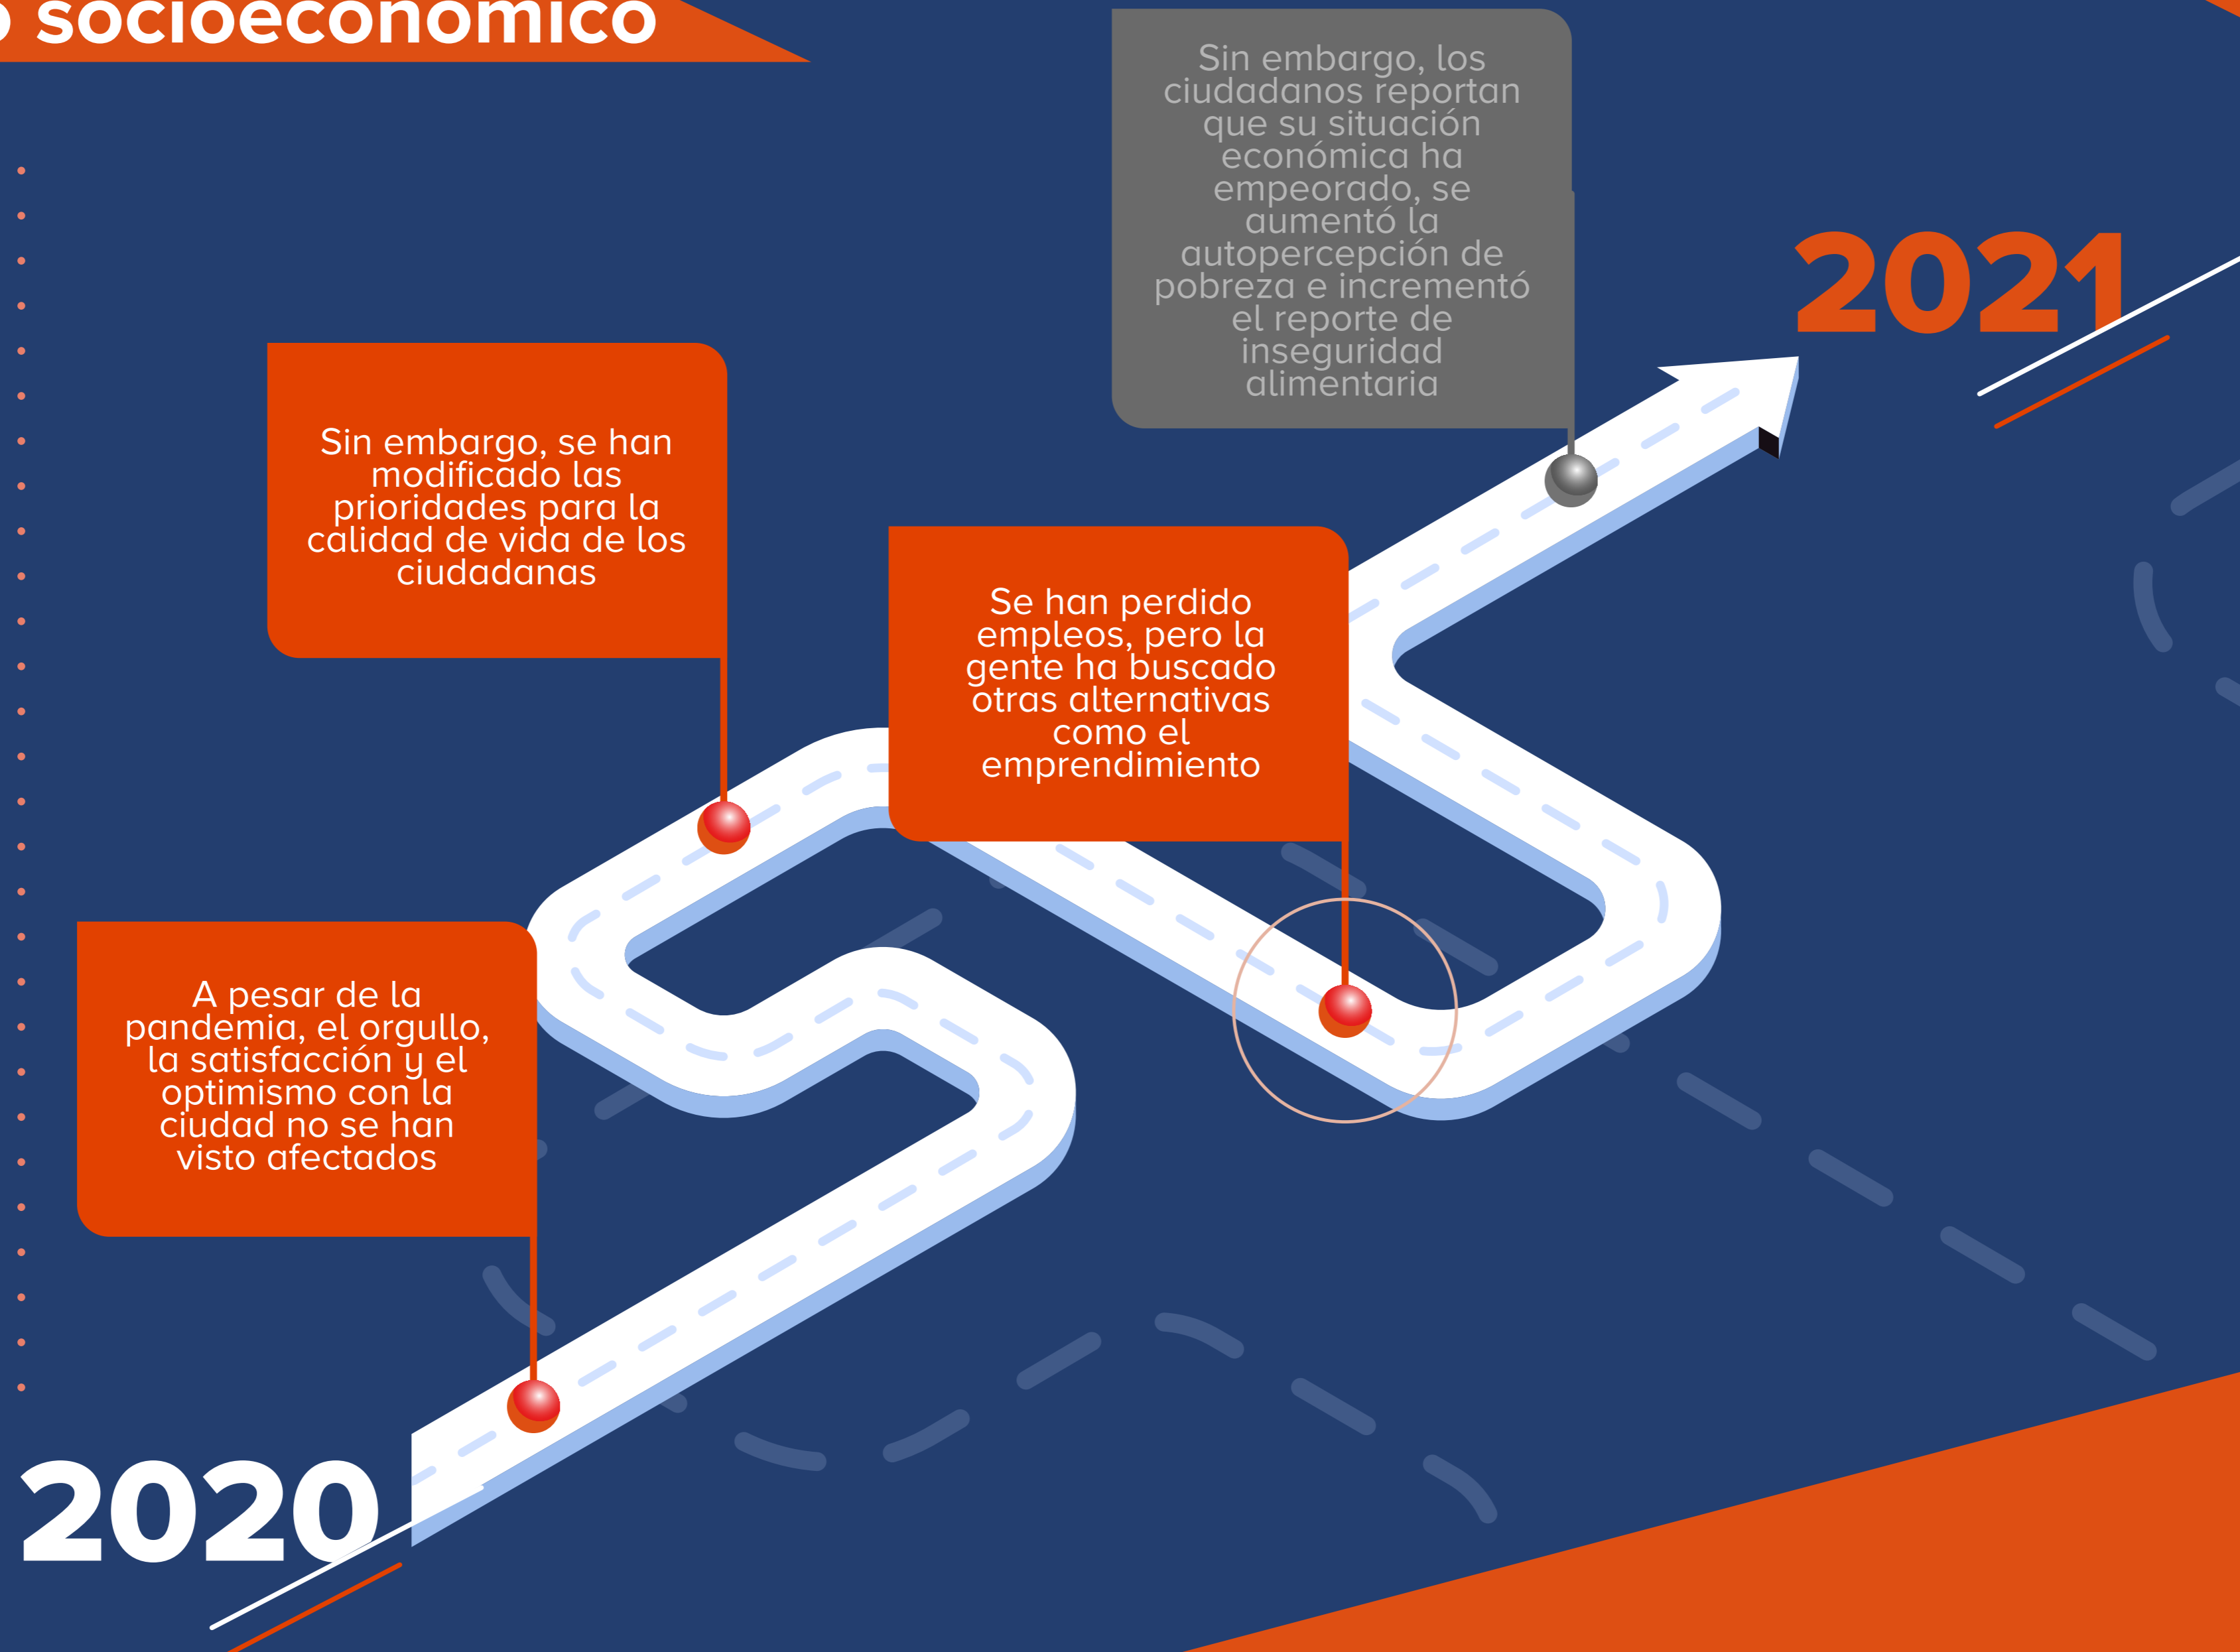 socioeconómico
Sin embargo, los
ciudadanos reportan
que su situación
económica ha
empeorado, se
aumentó la
autopercepción de
pobreza e incrementó
el reporte de
inseguridad
alimentaria
2021
Sin embargo, se han
modificado las
prioridades para la
calidad de vida de los
ciudadanas
Se han perdido
empleos, pero la
gente ha buscado
otras alternativas
como el
emprendimiento
A pesar de la
pandemia, el orgullo,
la satisfacción y el
optimismo con la
ciudad no se han
visto afectados
2020